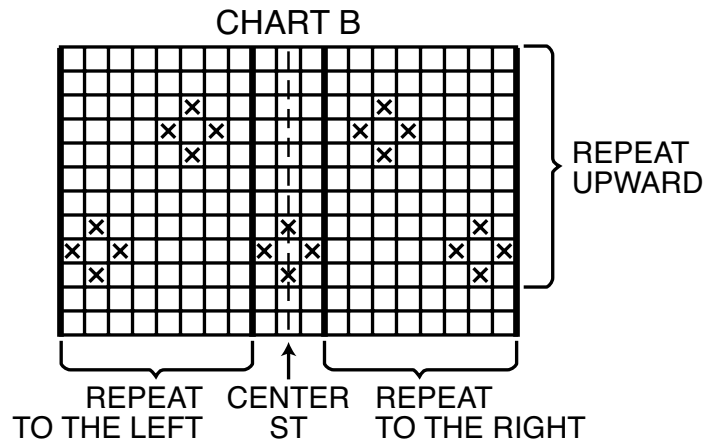 CHART B
REPEAT
UPWARD
REPEAT
TO THE LEFT
CENTER
ST
REPEAT
TO THE RIGHT